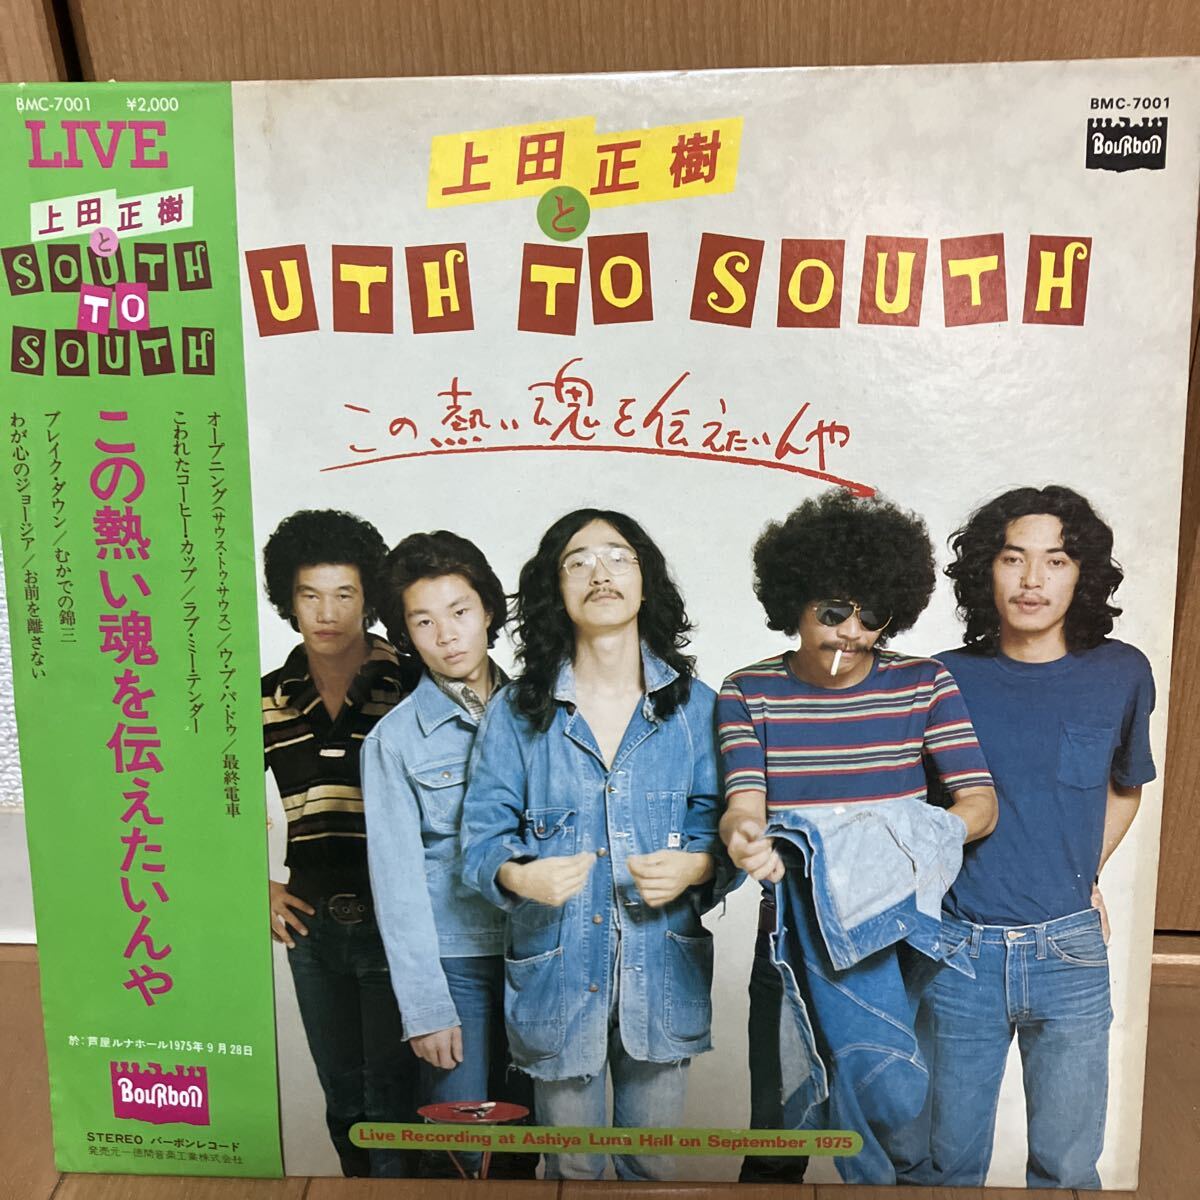 BMC-7001 ¥2,000
LIVE
上田正樹
と
SOUTH
TO
SOUTH
オープニング(サウス・トゥ・サウス)/ウ・プ・パ・ドゥ/最終電車
こわれたコーヒー・カップ/ラブ・ミー・テンダー
ブレイク・ダウン/むかでの錦三
わが心のジョージア/お前を離さない
この熱い魂を伝えたいんや
於:芦屋ルナホール1975年9月28日
BouRbon
STEREO バーボンレコード
発売元—徳間音楽工業株式会社
BMC-7001
BouRbon
上田正樹
と
UTH TO SOUTH
この熱い魂を伝えたいんや
Live Recording at Ashiya Luna Hall on September 1975